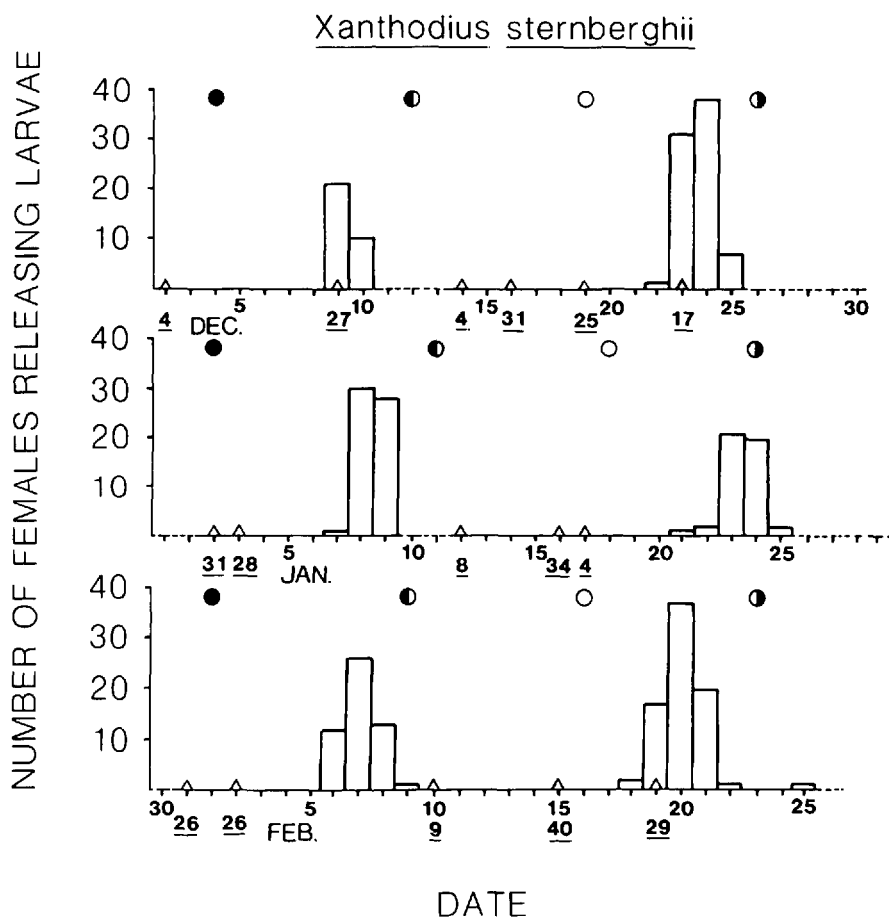 Xanthodius sternberghii
NUMBER OF FEMALES RELEASING LARVAE
40
30
20
10
5 10 15 20 25 30
4 DEC. 27 4 31 25 17
40
30
20
10
5 10 15 20 25
31 28 JAN. 8 34 4
40
30
20
10
30 5 10 15 20 25
26 26 FEB. 9 40 29
DATE